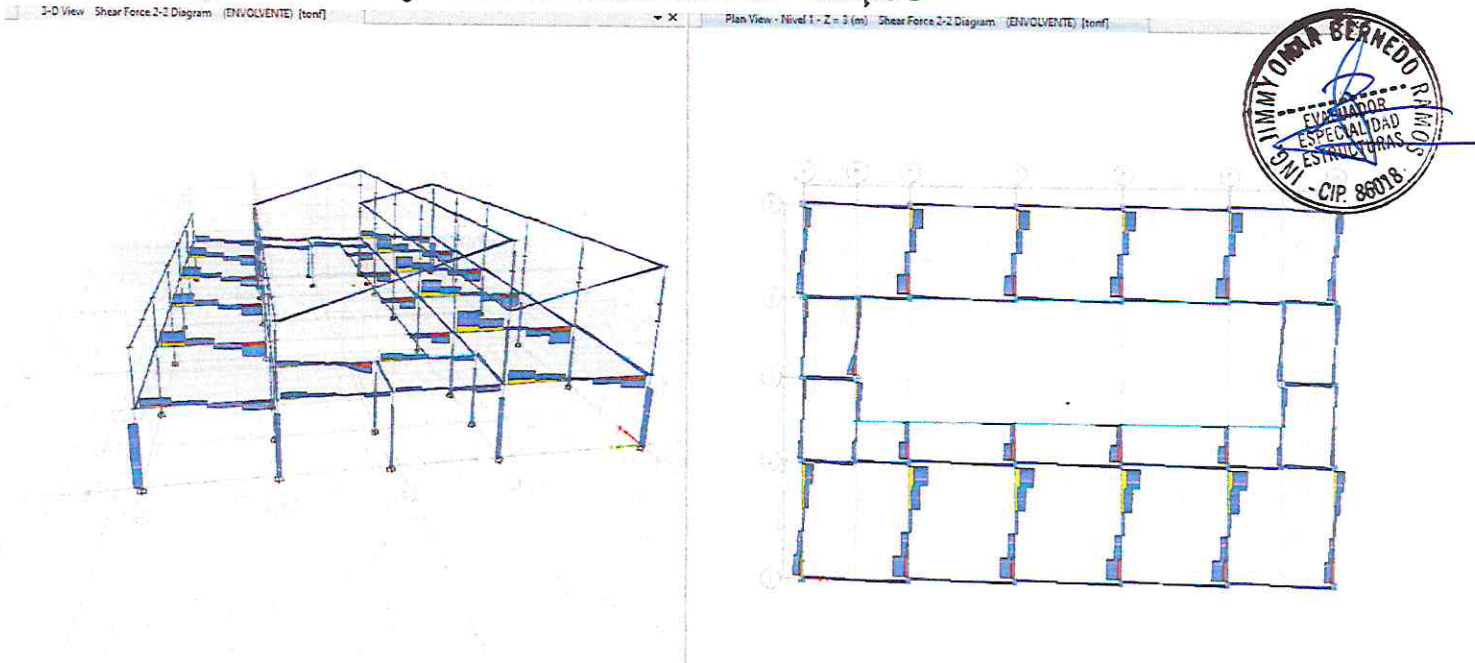 3-D View Shear Force 2-2 Diagram (ENVOLVENTE) [tonf]
Plan View - Nivel 1 - Z = 3 (m) Shear Force 2-2 Diagram (ENVOLVENTE) [tonf]
ING. JIMMY OMAR BERNEDO RAMOS
EVALUADOR
ESPECIALIDAD
ESTRUCTURAS
- CIP. 86018.